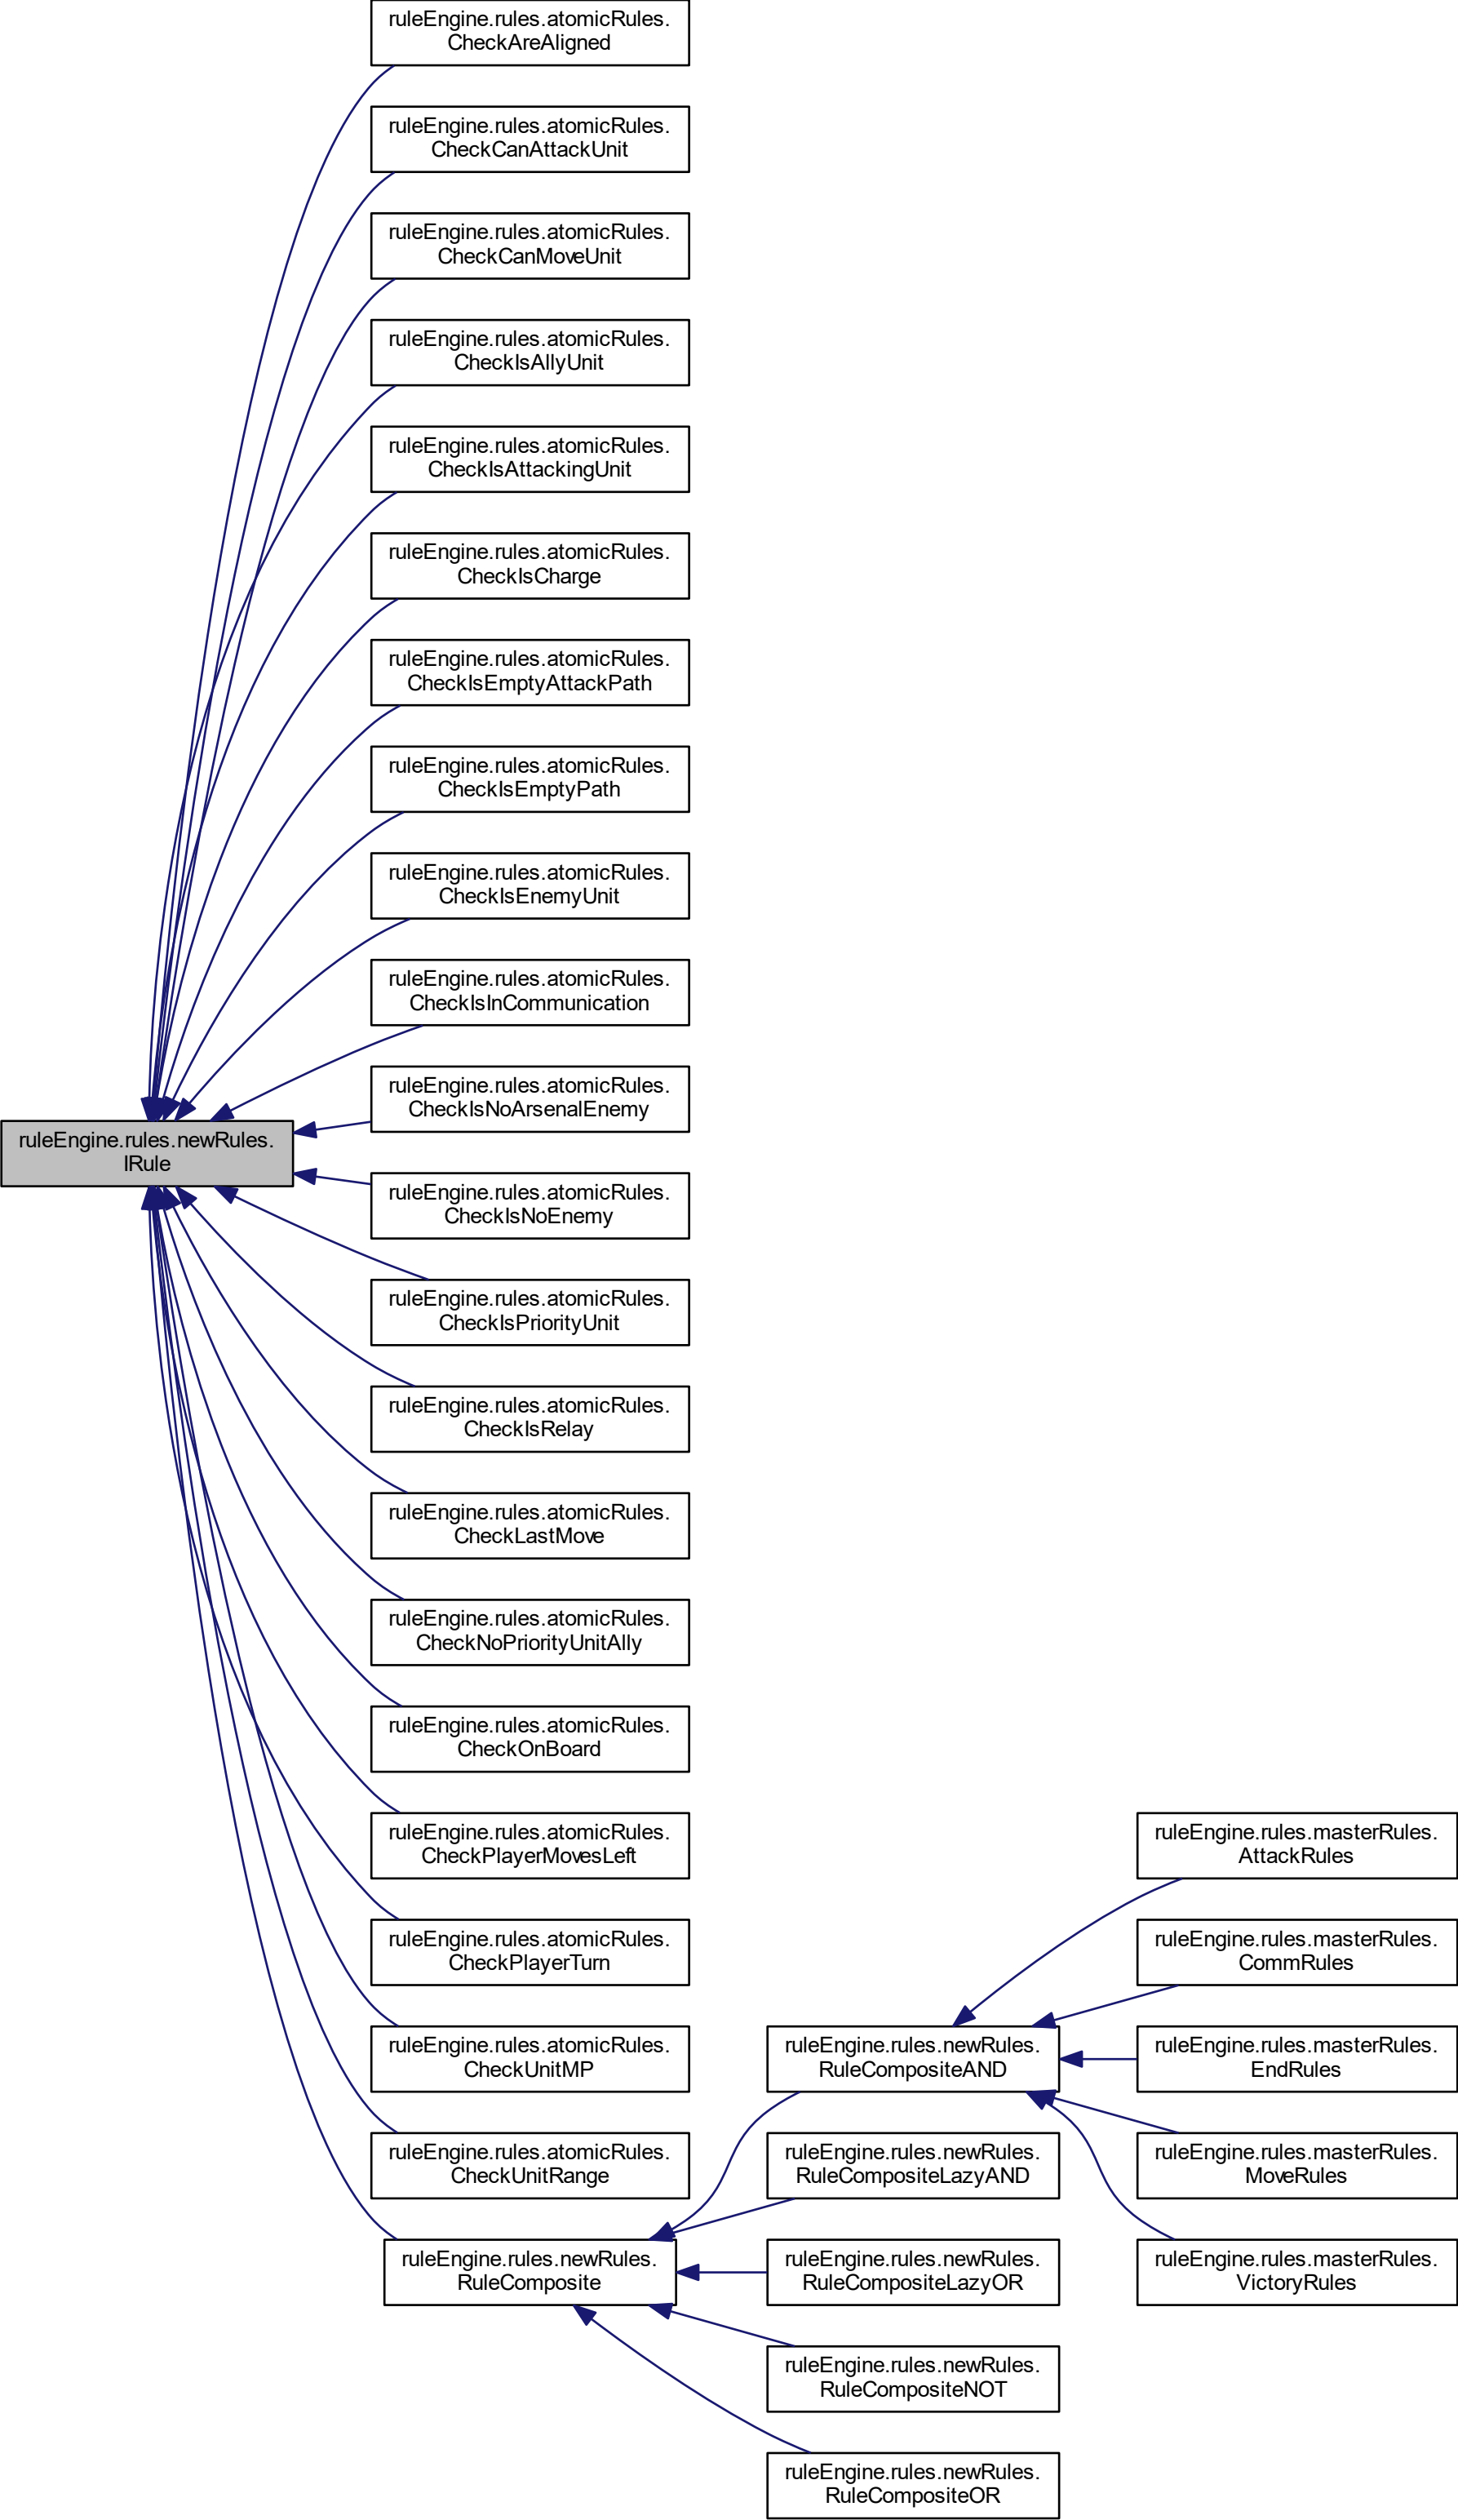 ruleEngine.rules.atomicRules.
CheckAreAligned
ruleEngine.rules.atomicRules.
CheckCanAttackUnit
ruleEngine.rules.atomicRules.
CheckCanMoveUnit
ruleEngine.rules.atomicRules.
CheckIsAllyUnit
ruleEngine.rules.atomicRules.
CheckIsAttackingUnit
ruleEngine.rules.atomicRules.
CheckIsCharge
ruleEngine.rules.atomicRules.
CheckIsEmptyAttackPath
ruleEngine.rules.atomicRules.
CheckIsEmptyPath
ruleEngine.rules.atomicRules.
CheckIsEnemyUnit
ruleEngine.rules.atomicRules.
CheckIsInCommunication
ruleEngine.rules.atomicRules.
CheckIsNoArsenalEnemy
ruleEngine.rules.newRules.
IRule
ruleEngine.rules.atomicRules.
CheckIsNoEnemy
ruleEngine.rules.atomicRules.
CheckIsPriorityUnit
ruleEngine.rules.atomicRules.
CheckIsRelay
ruleEngine.rules.atomicRules.
CheckLastMove
ruleEngine.rules.atomicRules.
CheckNoPriorityUnitAlly
ruleEngine.rules.atomicRules.
CheckOnBoard
ruleEngine.rules.atomicRules.
CheckPlayerMovesLeft
ruleEngine.rules.atomicRules.
CheckPlayerTurn
ruleEngine.rules.atomicRules.
CheckUnitMP
ruleEngine.rules.atomicRules.
CheckUnitRange
ruleEngine.rules.newRules.
RuleComposite
ruleEngine.rules.newRules.
RuleCompositeAND
ruleEngine.rules.newRules.
RuleCompositeLazyAND
ruleEngine.rules.newRules.
RuleCompositeLazyOR
ruleEngine.rules.newRules.
RuleCompositeNOT
ruleEngine.rules.newRules.
RuleCompositeOR
ruleEngine.rules.masterRules.
AttackRules
ruleEngine.rules.masterRules.
CommRules
ruleEngine.rules.masterRules.
EndRules
ruleEngine.rules.masterRules.
MoveRules
ruleEngine.rules.masterRules.
VictoryRules